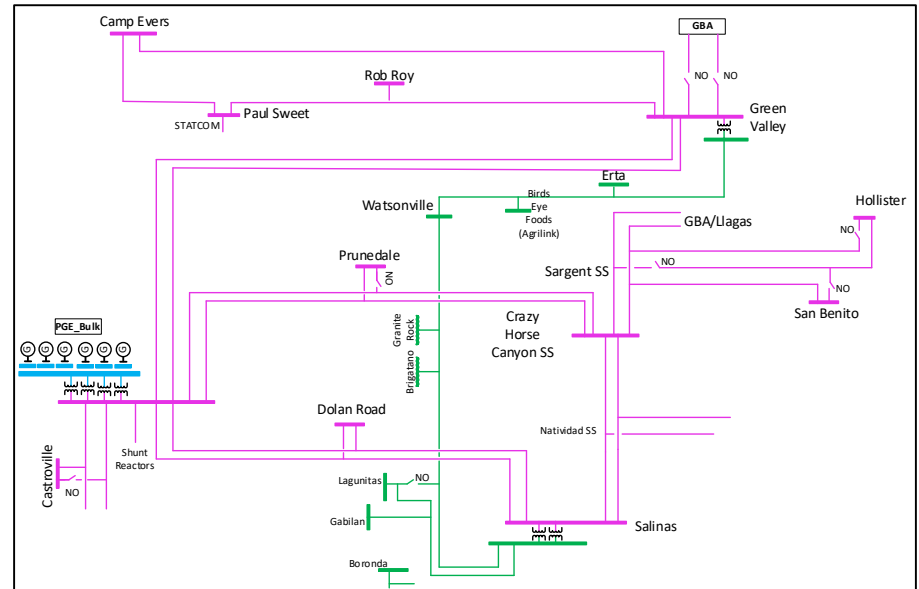 Camp Evers
GBA
NO
NO
Rob Roy
Paul Sweet
STATCOM
Green
Valley
Erta
Birds
Eye
Foods
(Agrilink)
Watsonville
Hollister
GBA/Llagas
NO
NO
Sargent SS
Prunedale
NO
NO
San Benito
Granite
Rock
Crazy
Horse
Canyon SS
PGE_Bulk
G
G
G
G
G
G
Brigatano
Dolan Road
Natividad SS
Shunt
Reactors
Castroville
NO
Lagunitas
NO
Gabilan
Salinas
Boronda